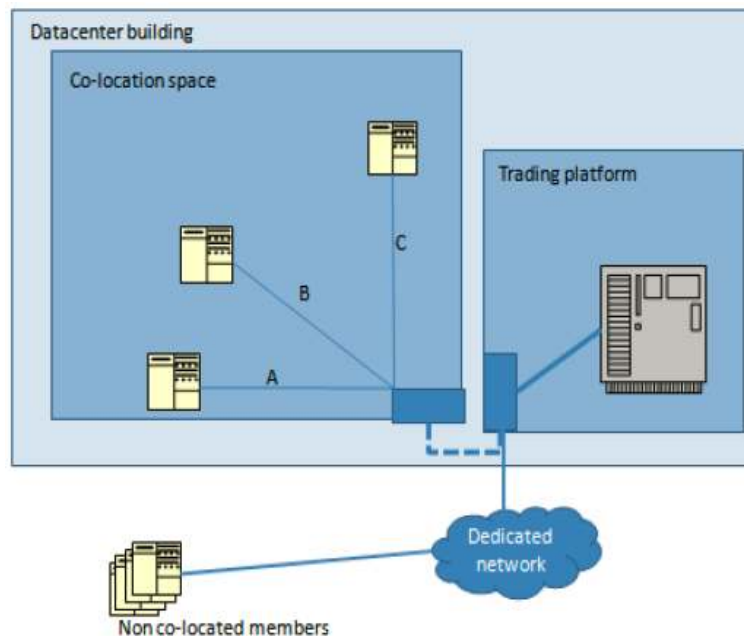 Datacenter building
Co-location space
Trading platform
C
B
A
Dedicated
network
Non co-located members